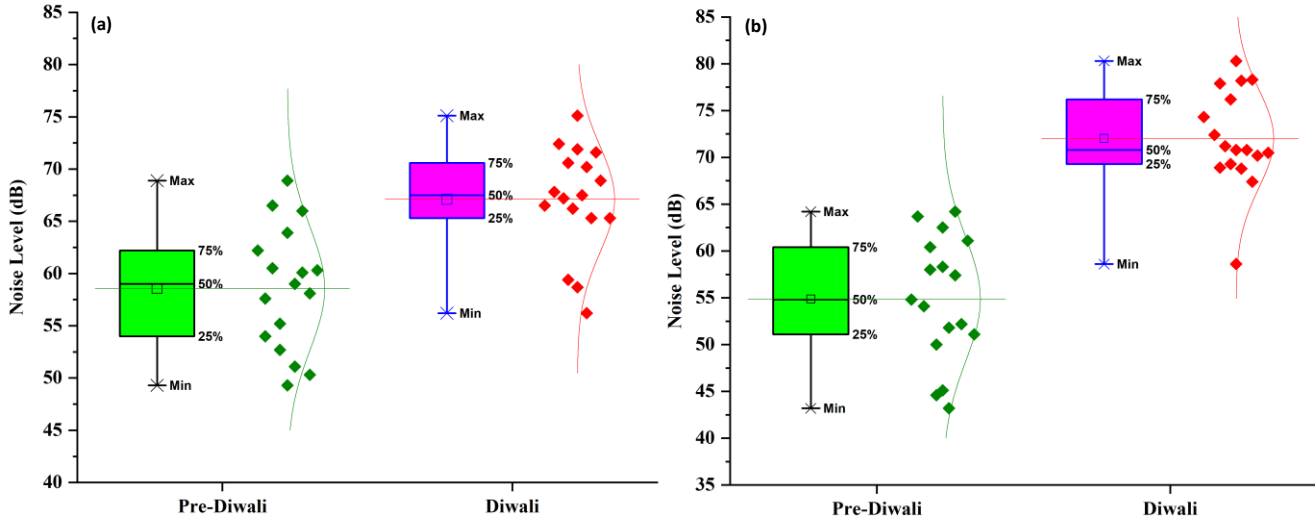 (a)
Noise Level (dB)
85
80
75
70
65
60
55
50
45
40
Max
75%
50%
25%
Min
Max
75%
50%
25%
Min
Pre-Diwali
Diwali
(b)
Noise Level (dB)
85
80
75
70
65
60
55
50
45
40
35
Max
75%
50%
25%
Min
Max
75%
50%
25%
Min
Pre-Diwali
Diwali